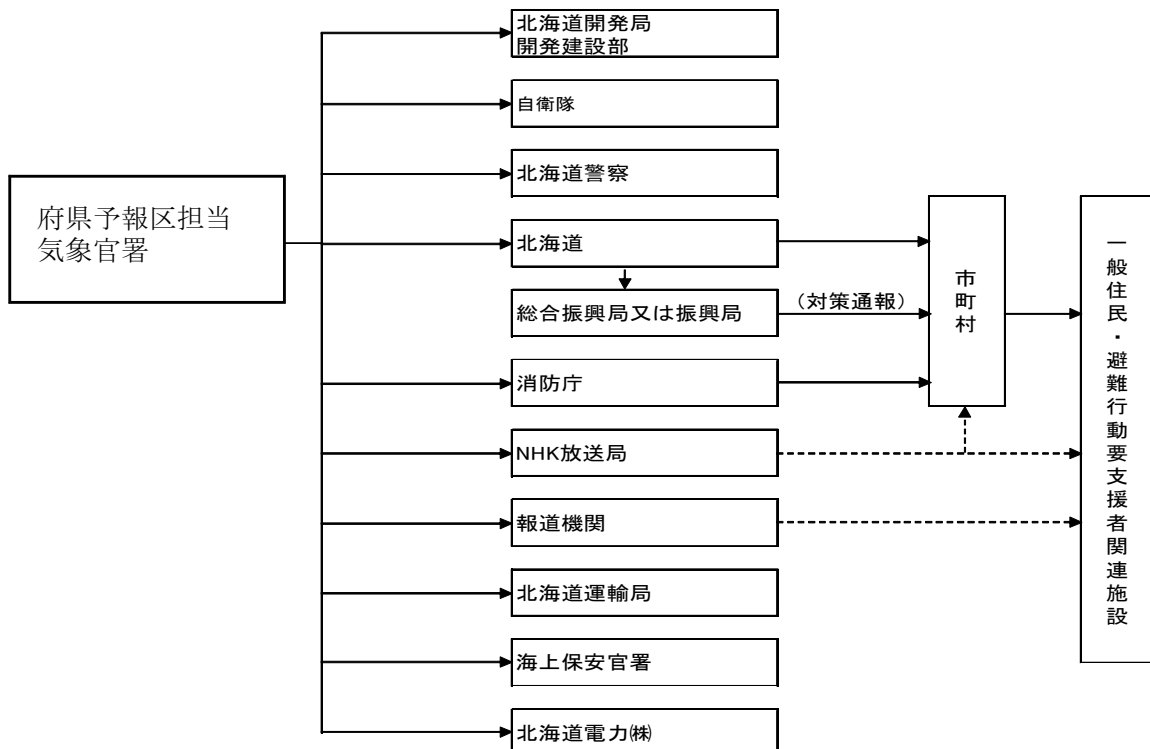 北海道開発局
開発建設部
自衛隊
北海道警察
府県予報区担当
気象官署
北海道
総合振興局又は振興局
（対策通報）
市町村
一般住民・避難行動要支援者関連施設
消防庁
NHK放送局
報道機関
北海道運輸局
海上保安官署
北海道電力㈱